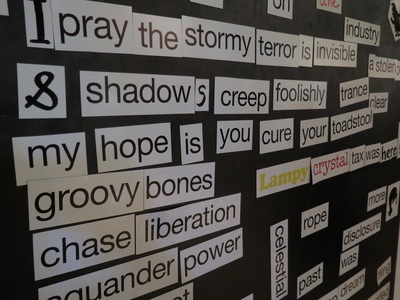 on the
I pray the stormy terror is invisible industry
& shadow s creep foolishly trance a stolen
my hope is you cure your toadstool clear
groovy bones Lampy crystal tax was here
chase liberation rope more
squander power celestial disclosure
was
past
dream